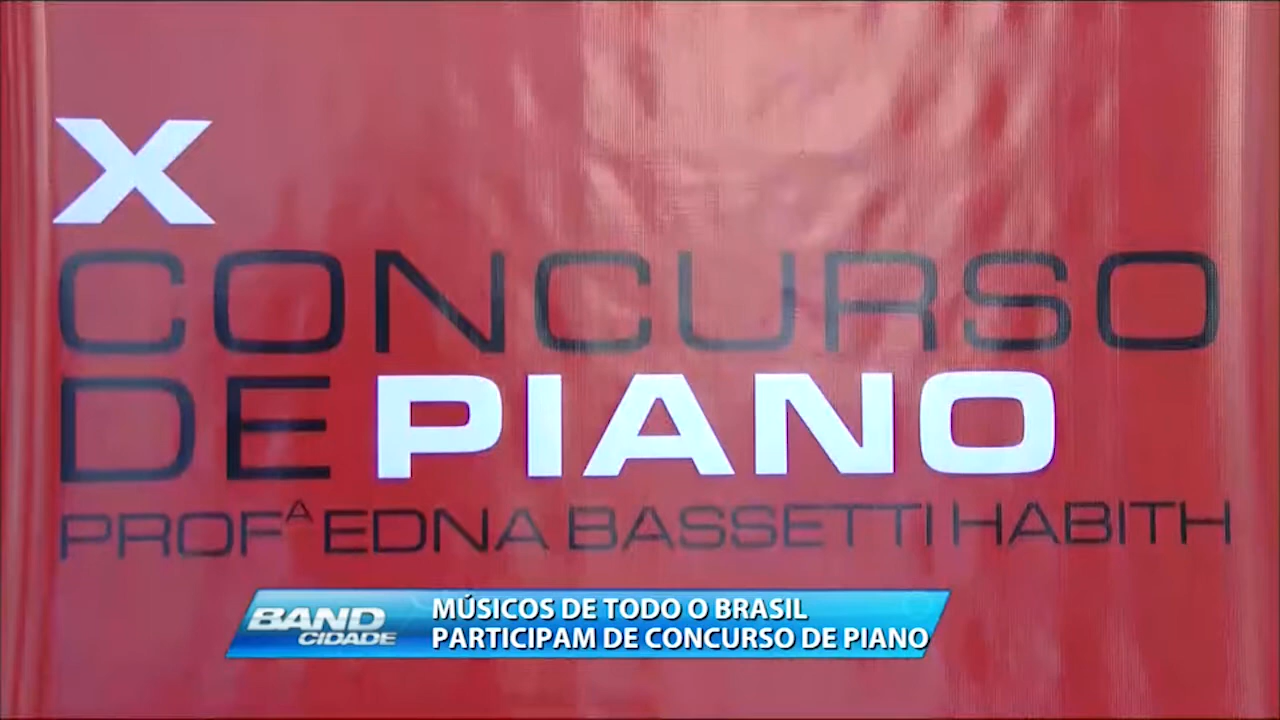 X
CONCURSO
DE PIANO
PROFᴬ EDNA BASSETTI HABITH
BAND CIDADE
MÚSICOS DE TODO O BRASIL
PARTICIPAM DE CONCURSO DE PIANO